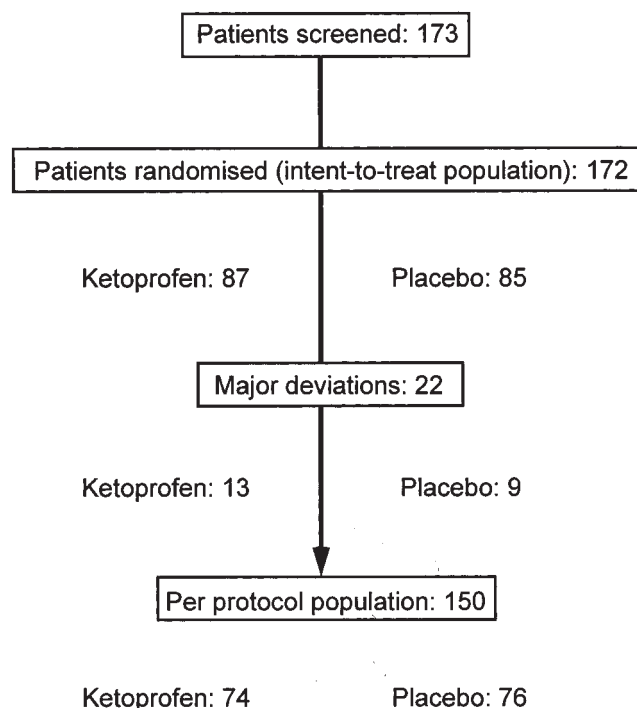 Patients screened: 173
Patients randomised (intent-to-treat population): 172
Ketoprofen: 87 Placebo: 85
Major deviations: 22
Ketoprofen: 13 Placebo: 9
Per protocol population: 150
Ketoprofen: 74 Placebo: 76